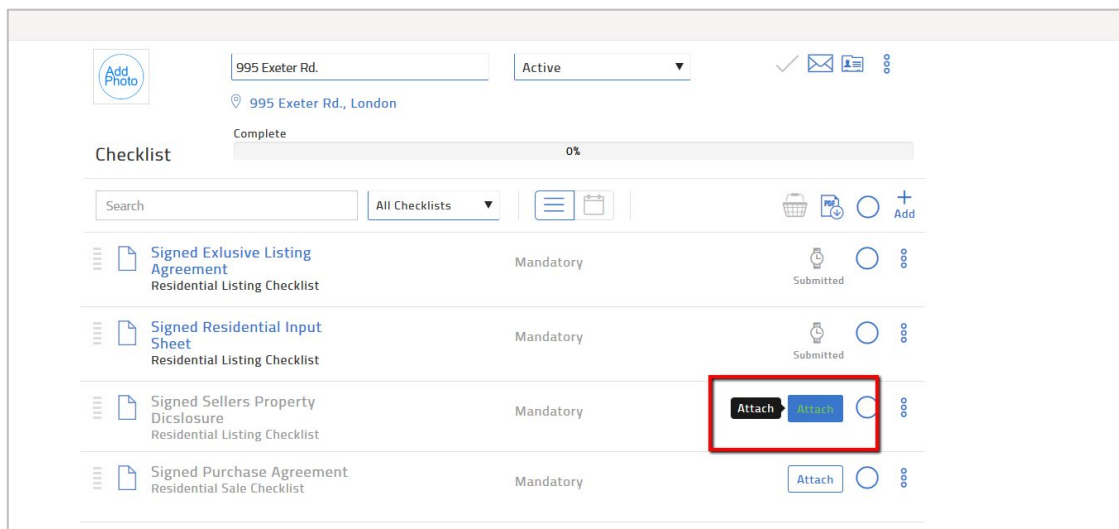 Add
Photo
995 Exeter Rd.
Active
995 Exeter Rd., London
Complete
Checklist
0%
Search
All Checklists
PDF
Add
Signed Exlusive Listing
Agreement
Residential Listing Checklist
Mandatory
Submitted
Signed Residential Input
Sheet
Residential Listing Checklist
Mandatory
Submitted
Signed Sellers Property
Dicslosure
Residential Listing Checklist
Mandatory
Attach
Attach
Signed Purchase Agreement
Residential Sale Checklist
Mandatory
Attach